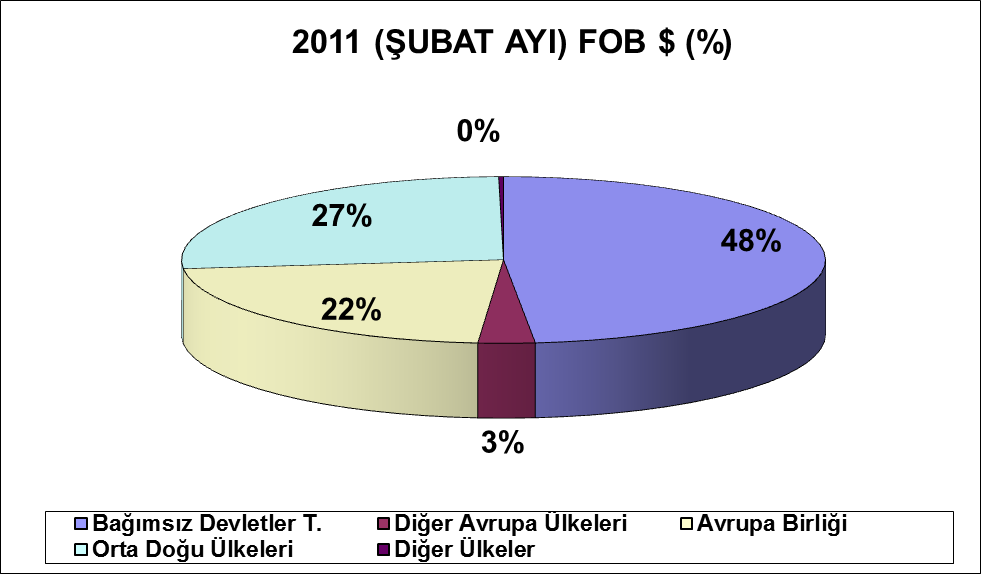 2011 (ŞUBAT AYI) FOB $ (%)
0%
27%
48%
22%
3%
Bağımsız Devletler T. Diğer Avrupa Ülkeleri Avrupa Birliği
Orta Doğu Ülkeleri Diğer Ülkeler